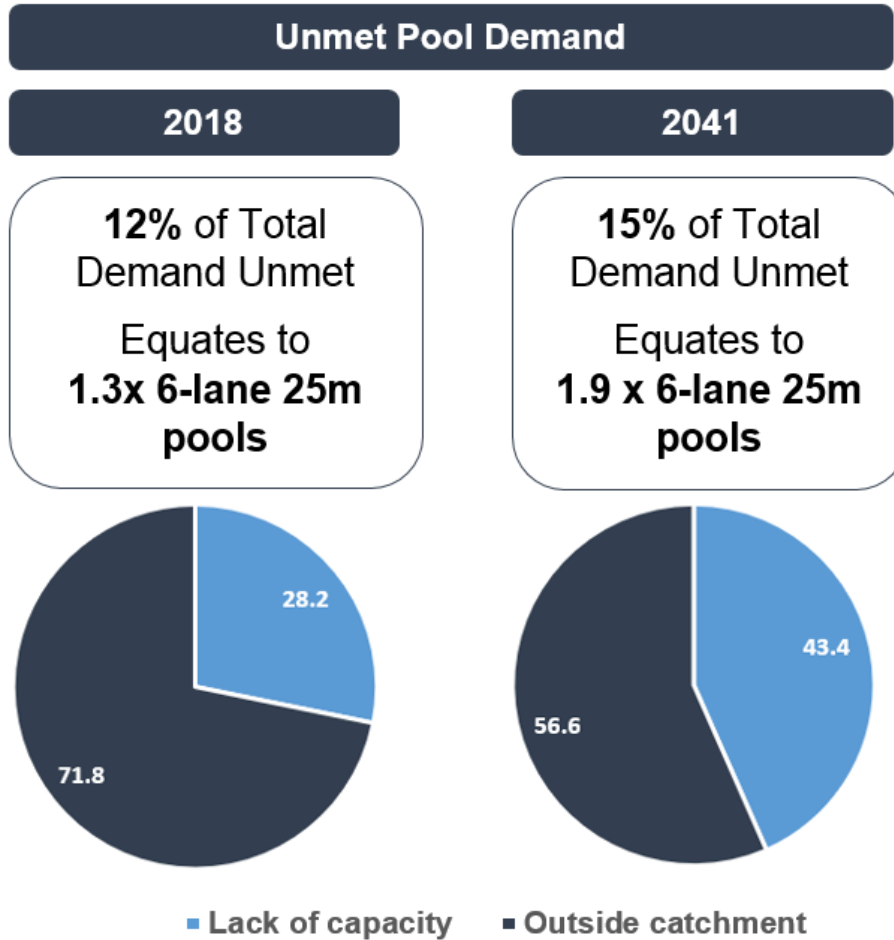 Unmet Pool Demand
2018
2041
12% of Total
Demand Unmet
Equates to
1.3x 6-lane 25m
pools
15% of Total
Demand Unmet
Equates to
1.9 x 6-lane 25m
pools
28.2
71.8
43.4
56.6
Lack of capacity
Outside catchment